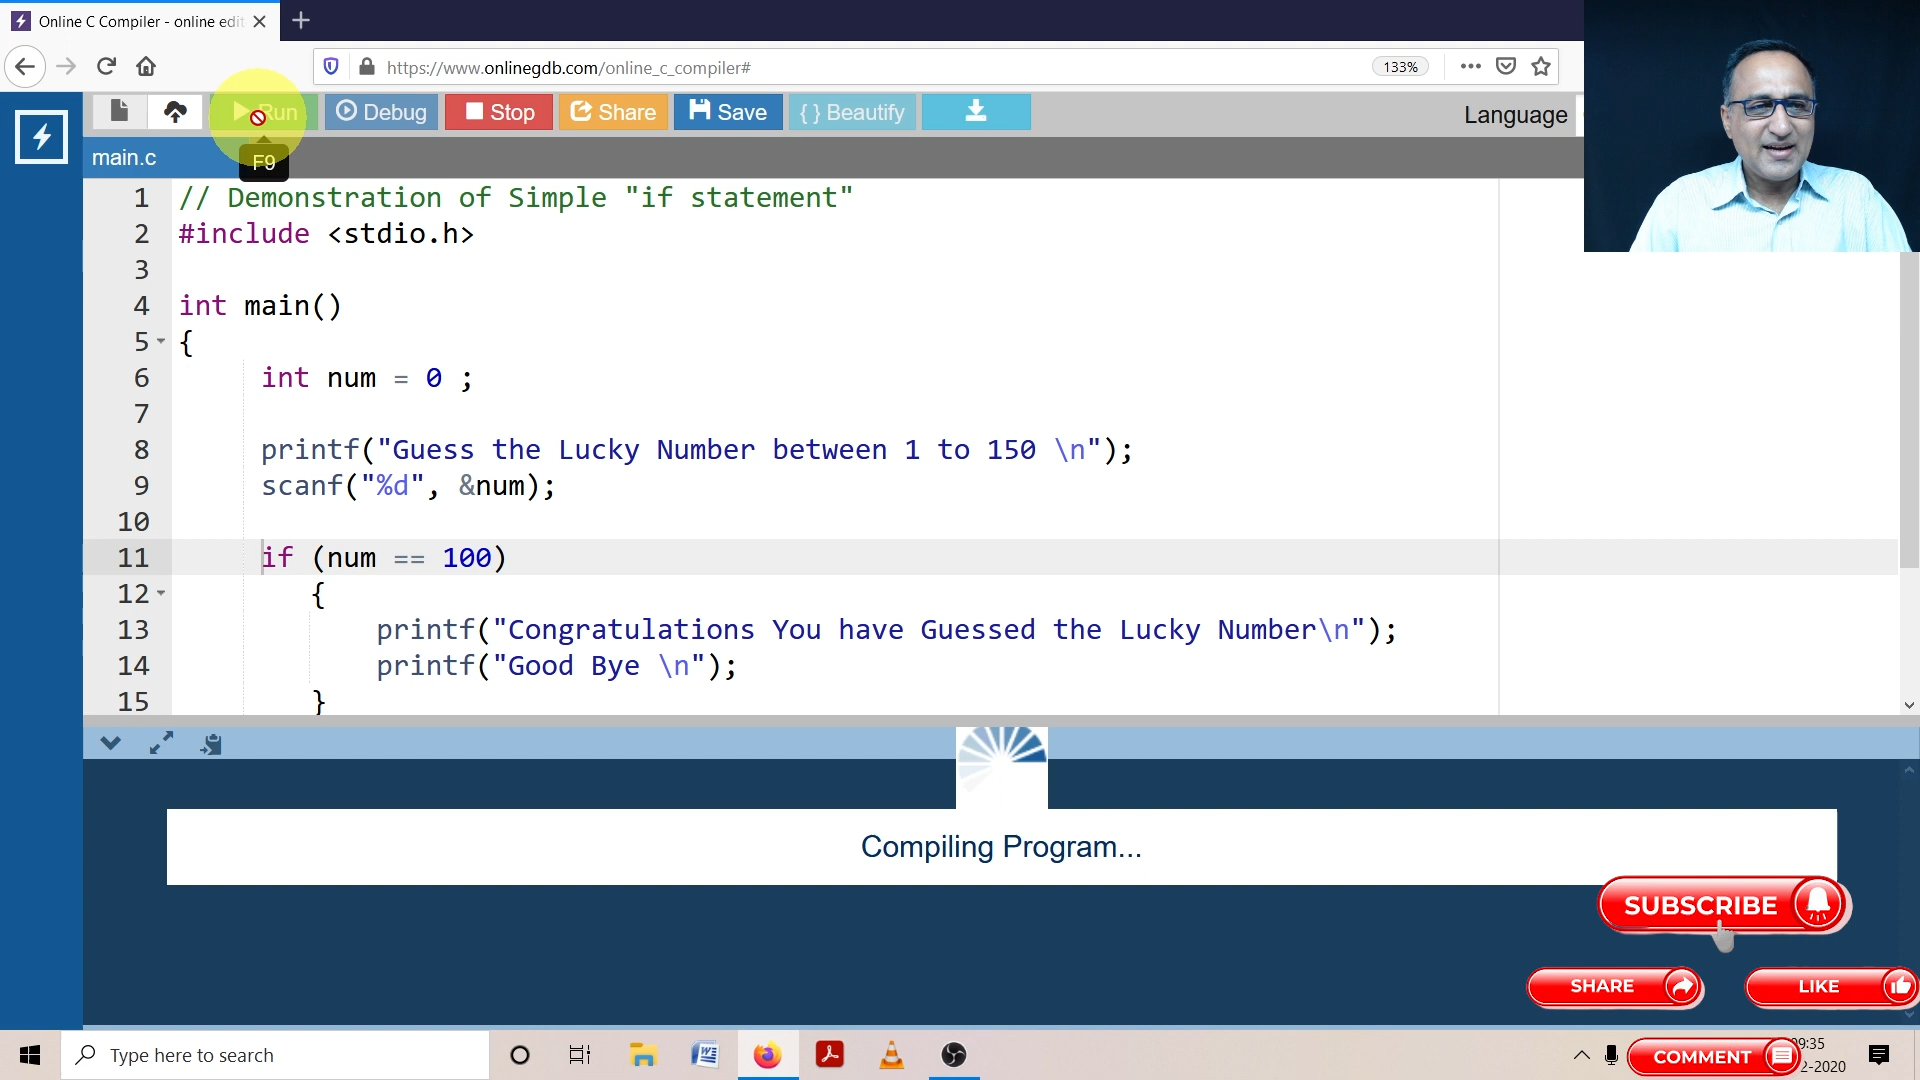 Online C Compiler - online edit
https://www.onlinegdb.com/online_c_compiler#
133%
Run
Debug
Stop
Share
Save
{ } Beautify
Language
F9
main.c
1 // Demonstration of Simple "if statement"
2 #include <stdio.h>
3
4 int main()
5 {
6 int num = 0 ;
7
8 printf("Guess the Lucky Number between 1 to 150 \n");
9 scanf("%d", &num);
10
11 if (num == 100)
12 {
13 printf("Congratulations You have Guessed the Lucky Number\n");
14 printf("Good Bye \n");
15 }
Compiling Program...
SUBSCRIBE
SHARE
LIKE
Type here to search
COMMENT
09:35
2-2020